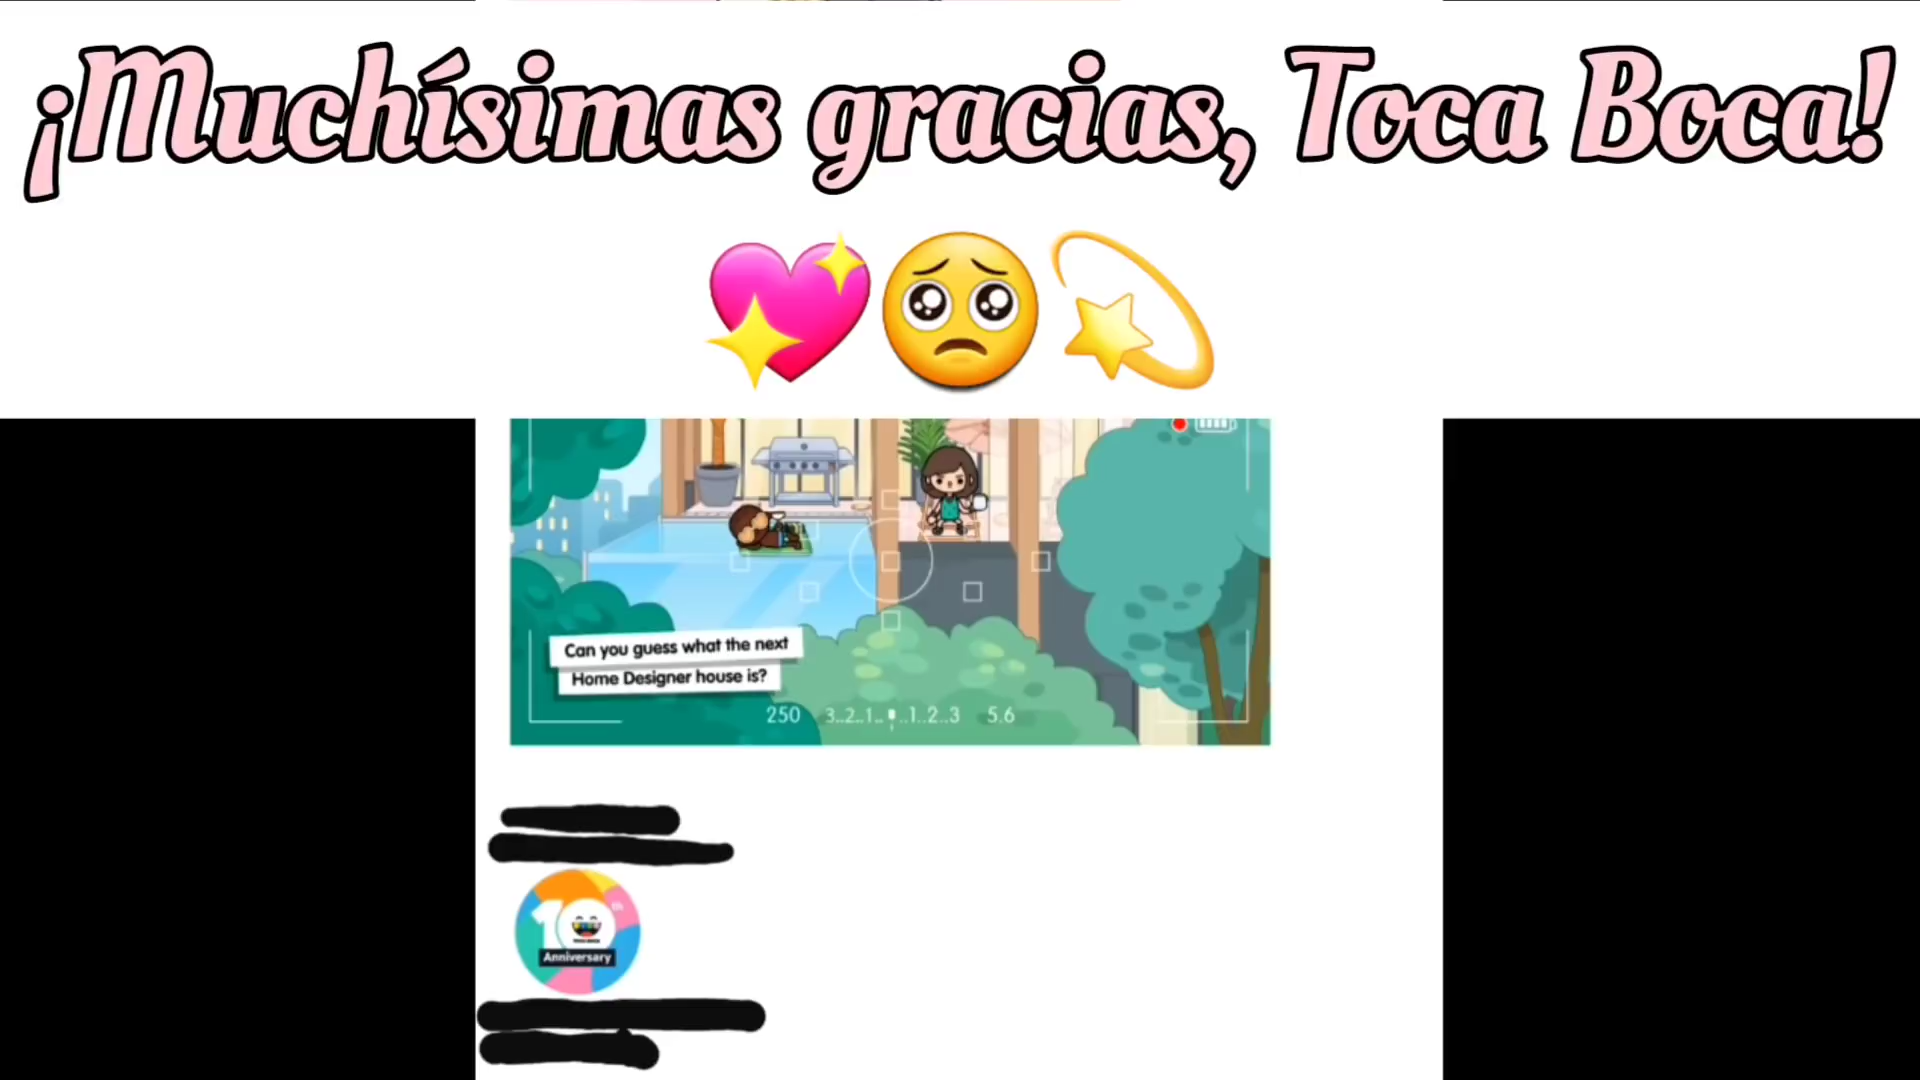 ¡Muchísimas gracias, Toca Boca!
Can you guess what the next
Home Designer house is?
250 3..2..1.. ..1..2..3 5.6
10th
Anniversary